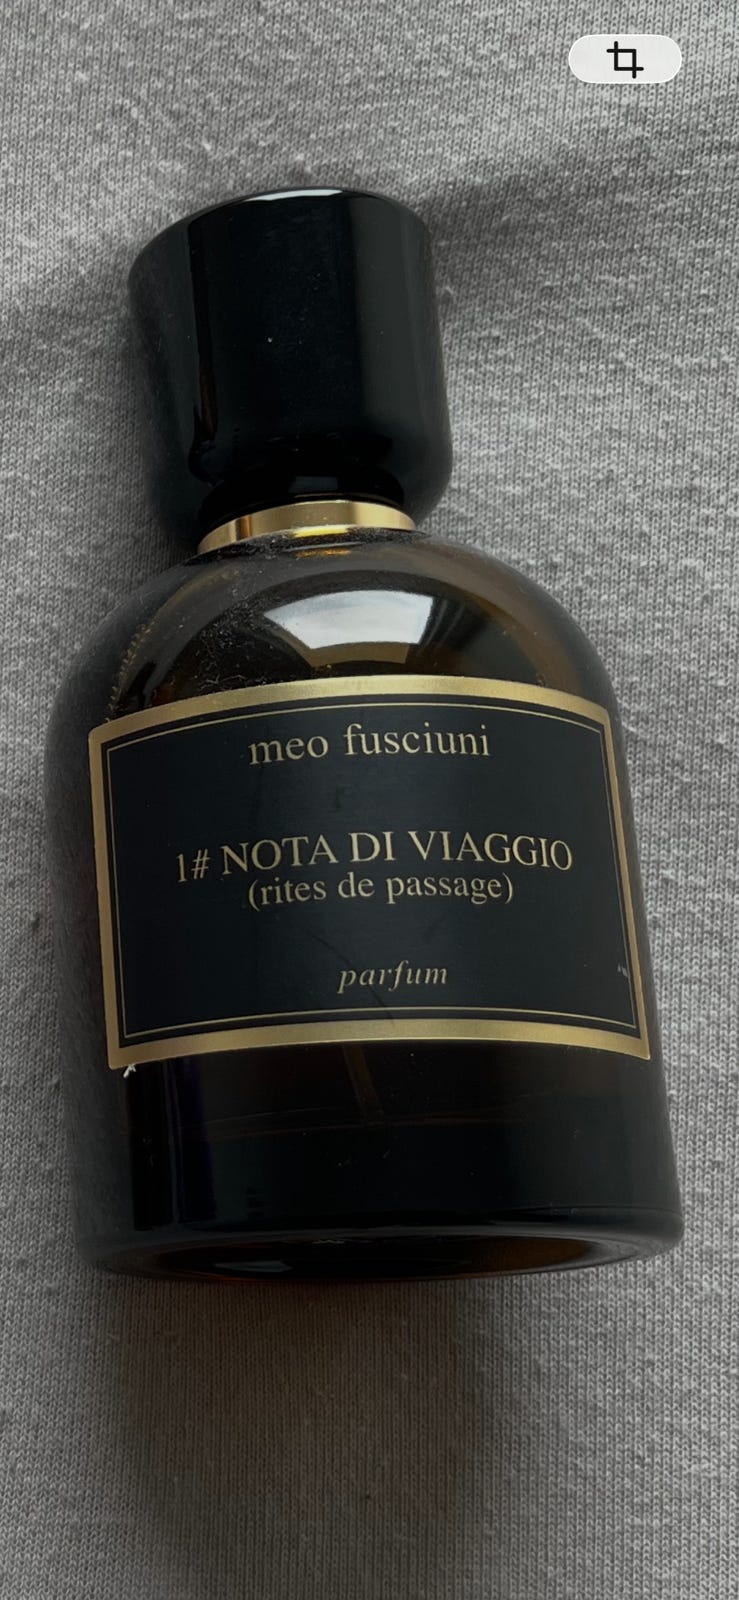 meo fusciuni
1# NOTA DI VIAGGIO
(rites de passage)
parfum